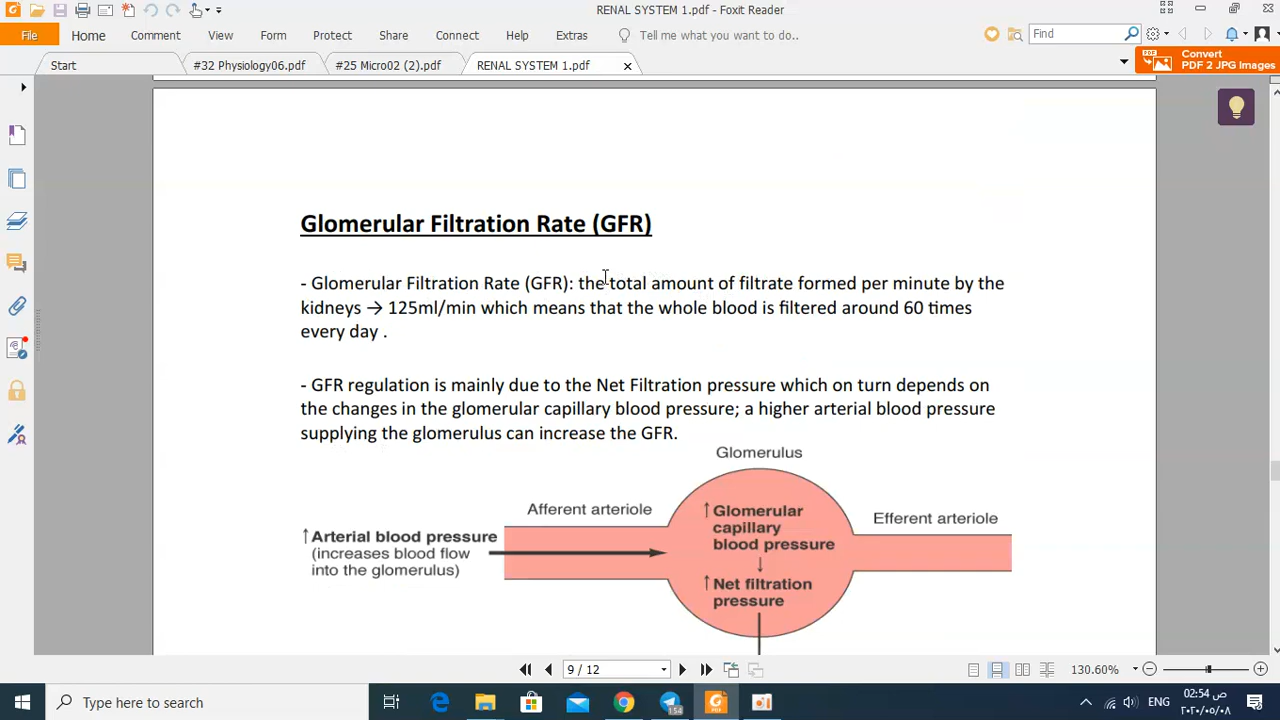 RENAL SYSTEM 1.pdf - Foxit Reader
File Home Comment View Form Protect Share Connect Help Extras Tell me what you want to do.. Find
Start #32 Physiology06.pdf #25 Micro02 (2).pdf RENAL SYSTEM 1.pdf
Convert
PDF 2 JPG Images
Glomerular Filtration Rate (GFR)
- Glomerular Filtration Rate (GFR): the total amount of filtrate formed per minute by the
kidneys → 125ml/min which means that the whole blood is filtered around 60 times
every day .
- GFR regulation is mainly due to the Net Filtration pressure which on turn depends on
the changes in the glomerular capillary blood pressure; a higher arterial blood pressure
supplying the glomerulus can increase the GFR.
Glomerulus
Afferent arteriole
Efferent arteriole
↑Arterial blood pressure
(increases blood flow
into the glomerulus)
↑Glomerular
capillary
blood pressure
↓
↑Net filtration
pressure
9 / 12
130.60%
Type here to search
154
PDF
ENG
02:54 ص
٢٠٢٠/٠٥/٠٨